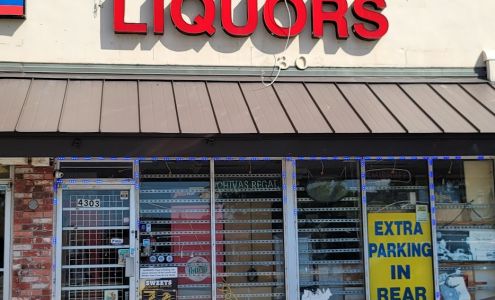 LIQUORS
30
CHIVAS REGAL
4303
EXTRA
PARKING
IN
REAR
SWEETS